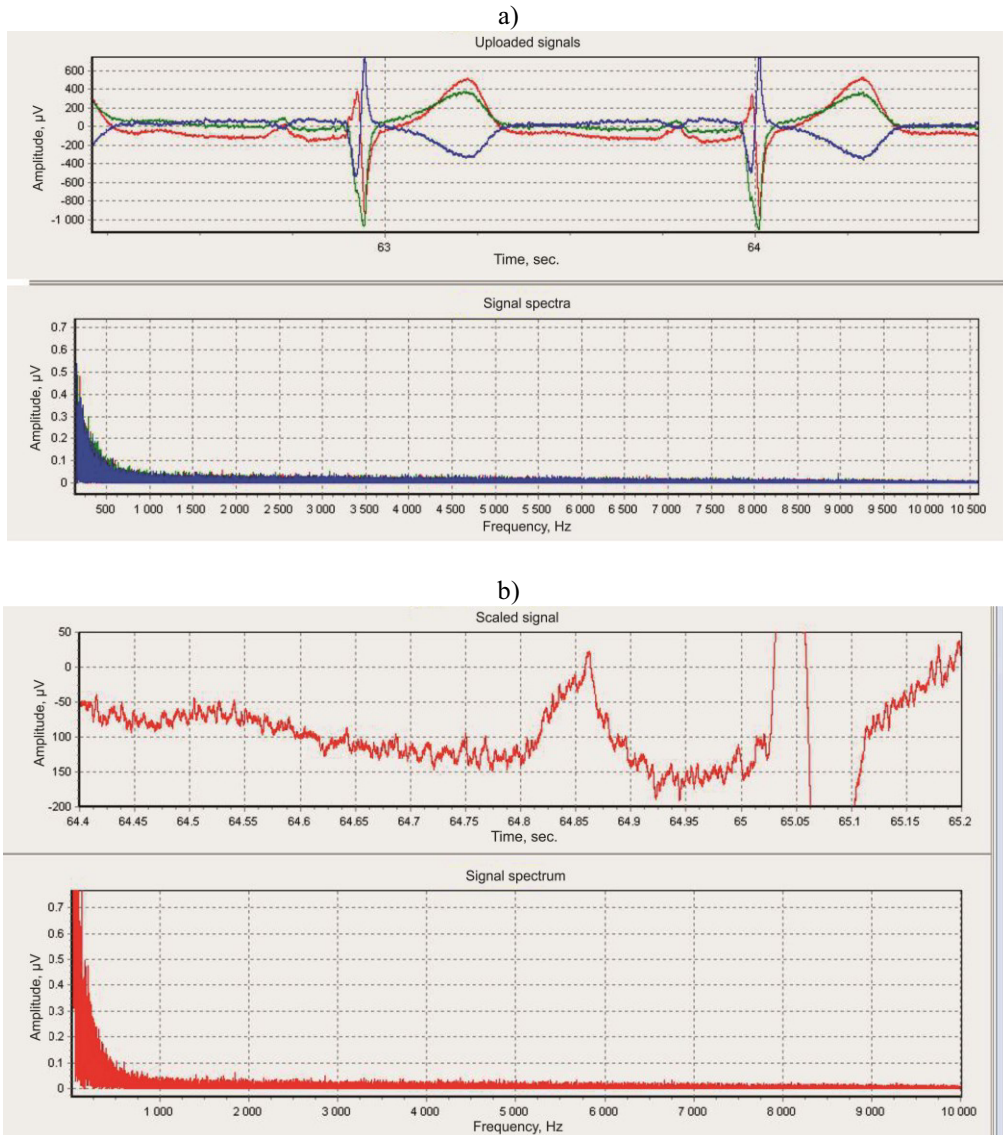 a)
Uploaded signals
Amplitude, µV
600
400
200
0
-200
-400
-600
-800
-1 000
63 64
Time, sec.
Signal spectra
Amplitude, µV
0.7
0.6
0.5
0.4
0.3
0.2
0.1
0
500 1 000 1 500 2 000 2 500 3 000 3 500 4 000 4 500 5 000 5 500 6 000 6 500 7 000 7 500 8 000 8 500 9 000 9 500 10 000 10 500
Frequency, Hz
b)
Scaled signal
Amplitude, µV
50
0
-50
100
150
-200
64.4 64.45 64.5 64.55 64.6 64.65 64.7 64.75 64.8 64.85 64.9 64.95 65 65.05 65.1 65.15 65.2
Time, sec.
Signal spectrum
Amplitude, µV
0.7
0.6
0.5
0.4
0.3
0.2
0.1
0
1 000 2 000 3 000 4 000 5 000 6 000 7 000 8 000 9 000 10 000
Frequency, Hz